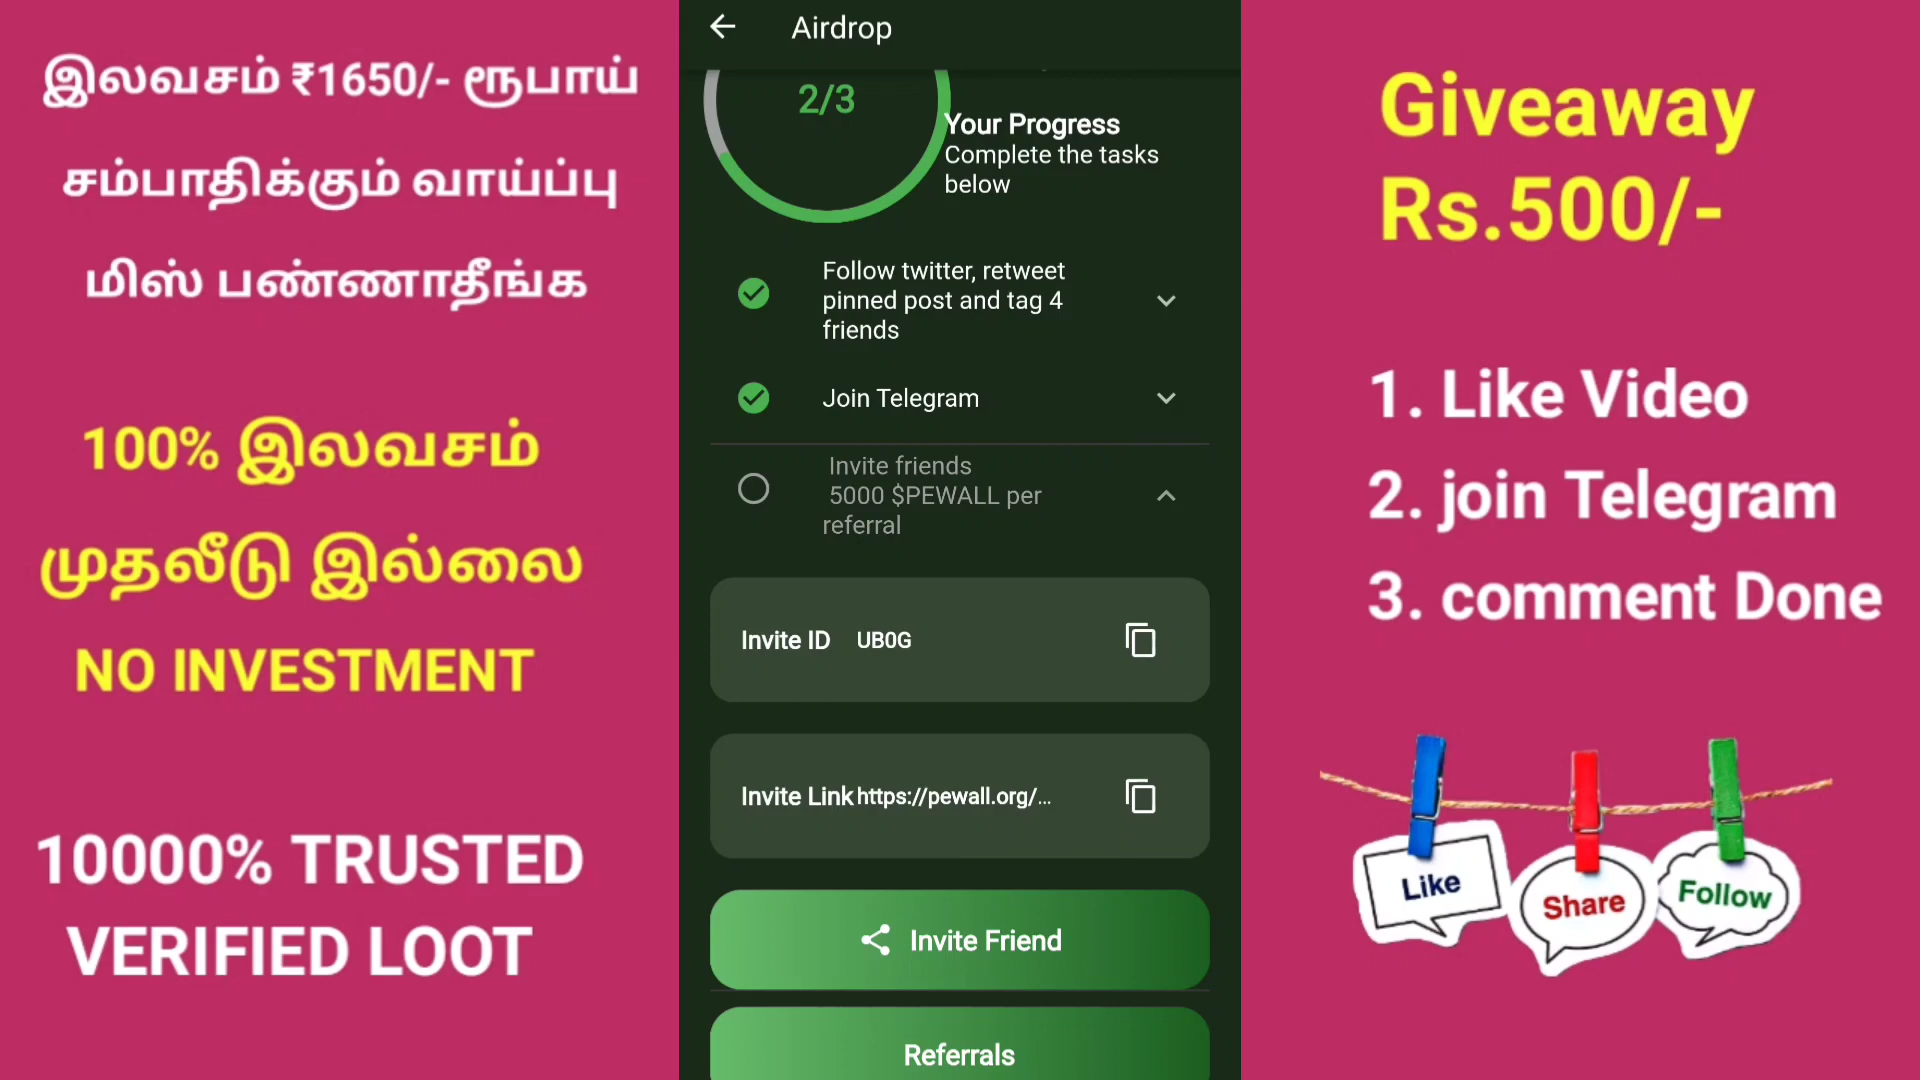 இலவசம் ₹1650/- ரூபாய்
சம்பாதிக்கும் வாய்ப்பு
மிஸ் பண்ணாதீங்க
100% இலவசம்
முதலீடு இல்லை
NO INVESTMENT
10000% TRUSTED
VERIFIED LOOT
Airdrop
2/3
Your Progress
Complete the tasks
below
Follow twitter, retweet
pinned post and tag 4
friends
Join Telegram
Invite friends
5000 $PEWALL per
referral
Invite ID UB0G
Invite Link https://pewall.org/...
Invite Friend
Referrals
Giveaway
Rs.500/-
1. Like Video
2. join Telegram
3. comment Done
Like
Share
Follow